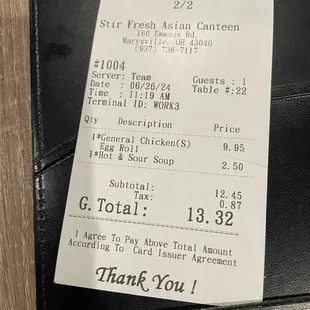 2/2
Stir Fresh Asian Canteen
160 Emmaus Rd.
Marysville, OH 43040
(937) 738-7117
#1004
Server: Team
Date : 06/26/24 Guests : 1
Time : 11:19 AM Table #:22
Terminal ID: WORK3
Qty Description Price
1*General Chicken(S) 9.95
Egg Roll
1*Hot & Sour Soup 2.50
Subtotal: 12.45
Tax: 0.87
G. Total: 13.32
I Agree To Pay Above Total Amount
According To Card Issuer Agreement
Thank You !